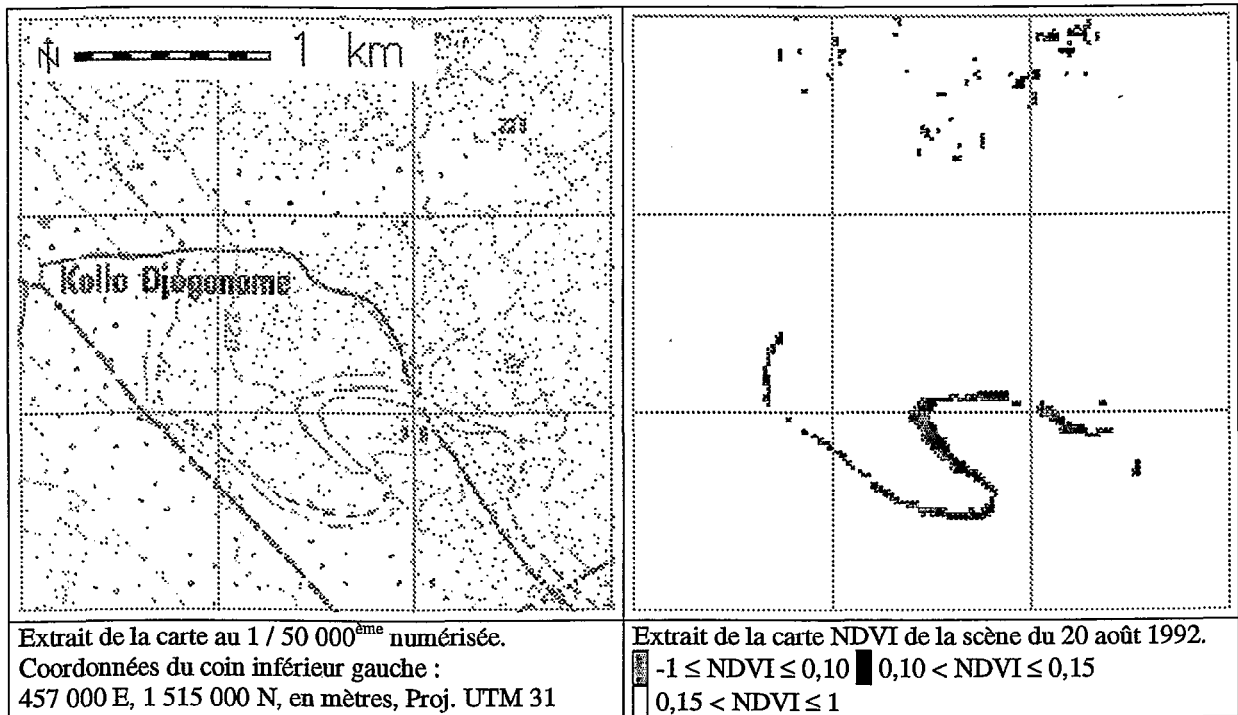 N 1 km
Kollo Djogoname
Extrait de la carte au 1 / 50 000ème numérisée.
Coordonnées du coin inférieur gauche :
457 000 E, 1 515 000 N, en mètres, Proj. UTM 31
Extrait de la carte NDVI de la scène du 20 août 1992.
-1 ≤ NDVI ≤ 0,10 0,10 < NDVI ≤ 0,15
0,15 < NDVI ≤ 1